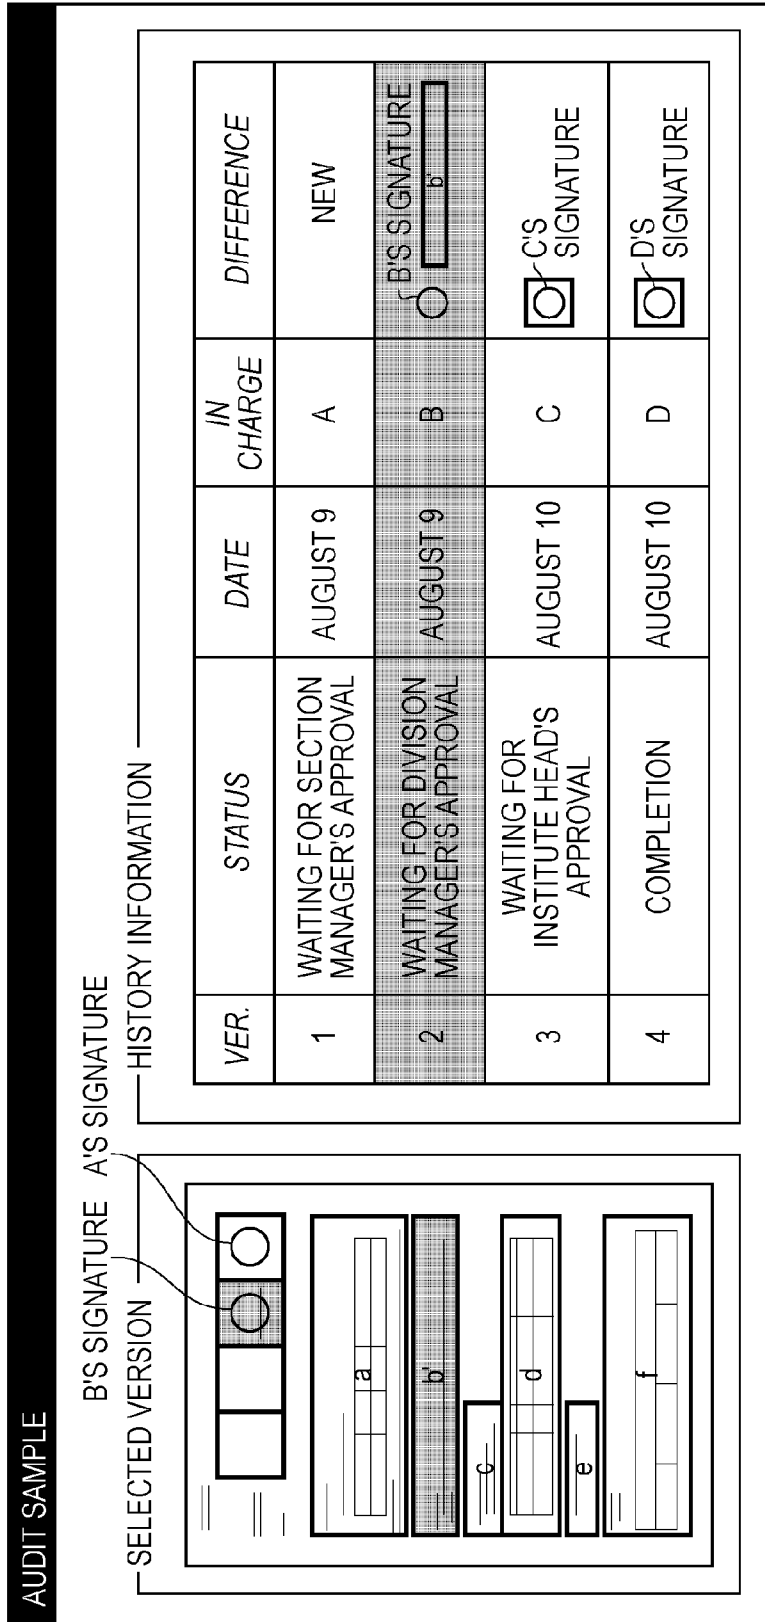 AUDIT SAMPLE
B'S SIGNATURE
A'S SIGNATURE
SELECTED VERSION
a
b'
c
d
e
f
HISTORY INFORMATION
VER.
STATUS
DATE
IN
CHARGE
DIFFERENCE
1
WAITING FOR SECTION
MANAGER'S APPROVAL
AUGUST 9
A
NEW
2
WAITING FOR DIVISION
MANAGER'S APPROVAL
AUGUST 9
B
B'S SIGNATURE
b'
3
WAITING FOR
INSTITUTE HEAD'S
APPROVAL
AUGUST 10
C
C'S
SIGNATURE
4
COMPLETION
AUGUST 10
D
D'S
SIGNATURE